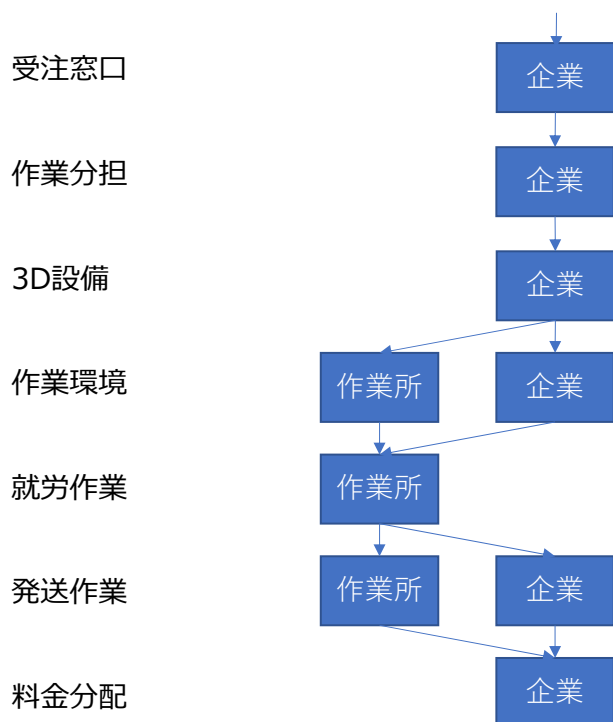 受注窓口
企業
作業分担
企業
3D設備
企業
作業環境
作業所
企業
就労作業
作業所
発送作業
作業所
企業
料金分配
企業